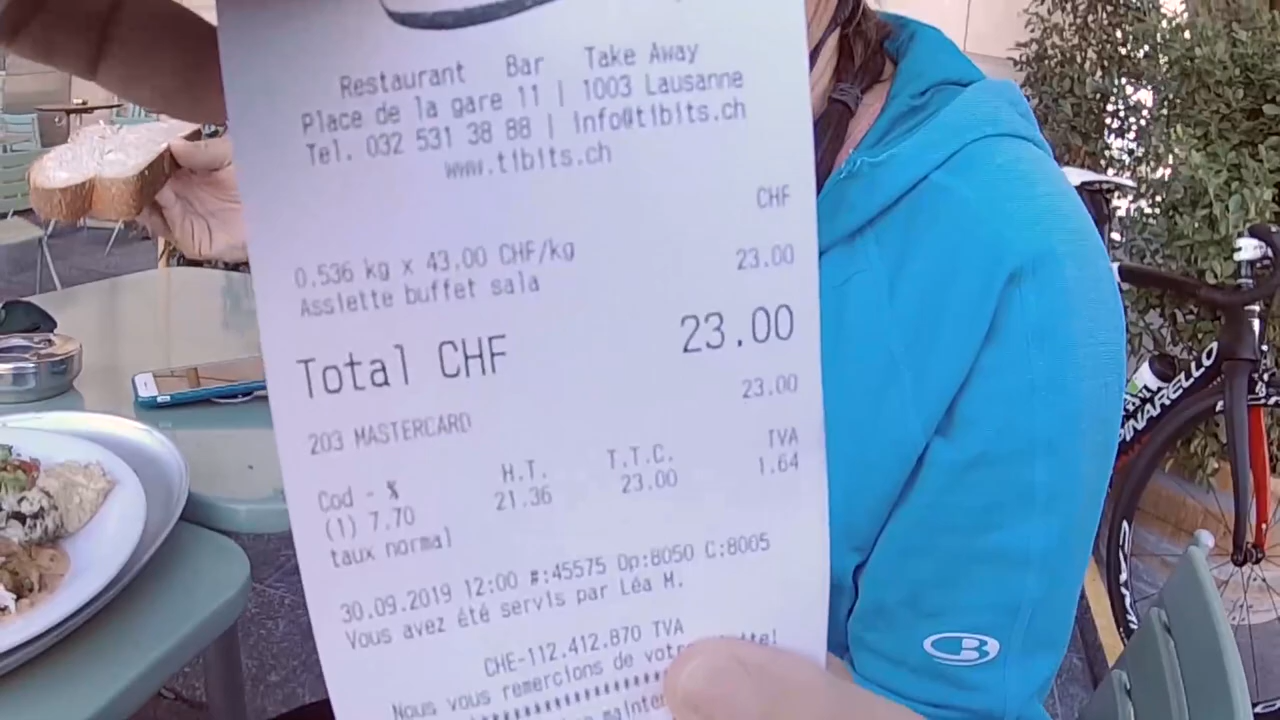 Restaurant Bar Take Away
Place de la gare 11 | 1003 Lausanne
Tel. 032 531 38 88 | info@tibits.ch
www.tibits.ch
CHF
0.536 kg x 43.00 CHF/kg 23.00
Assiette buffet sala
Total CHF 23.00
203 MASTERCARD 23.00
Cod - % H.T. T.T.C. TVA
(1) 7.70 21.36 23.00 1.64
taux normal
30.09.2019 12:00 #:45575 Op:8050 C:8005
Vous avez été servis par Léa M.
CHE-112.412.870 TVA
Nous vous remercions de
PINARELLO